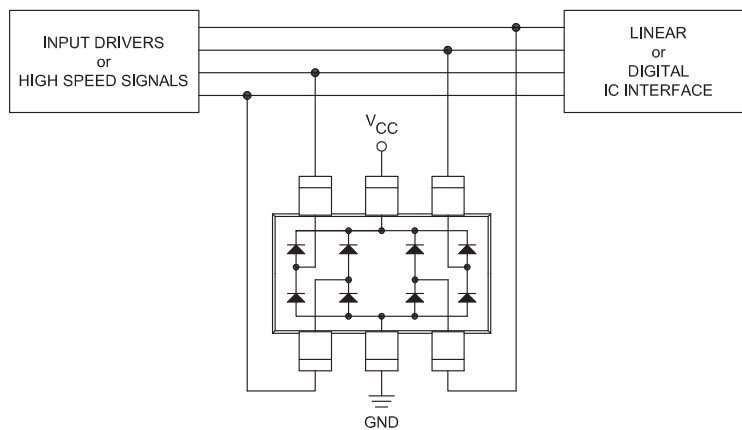 INPUT DRIVERS
or
HIGH SPEED SIGNALS
LINEAR
or
DIGITAL
IC INTERFACE
VCC
GND